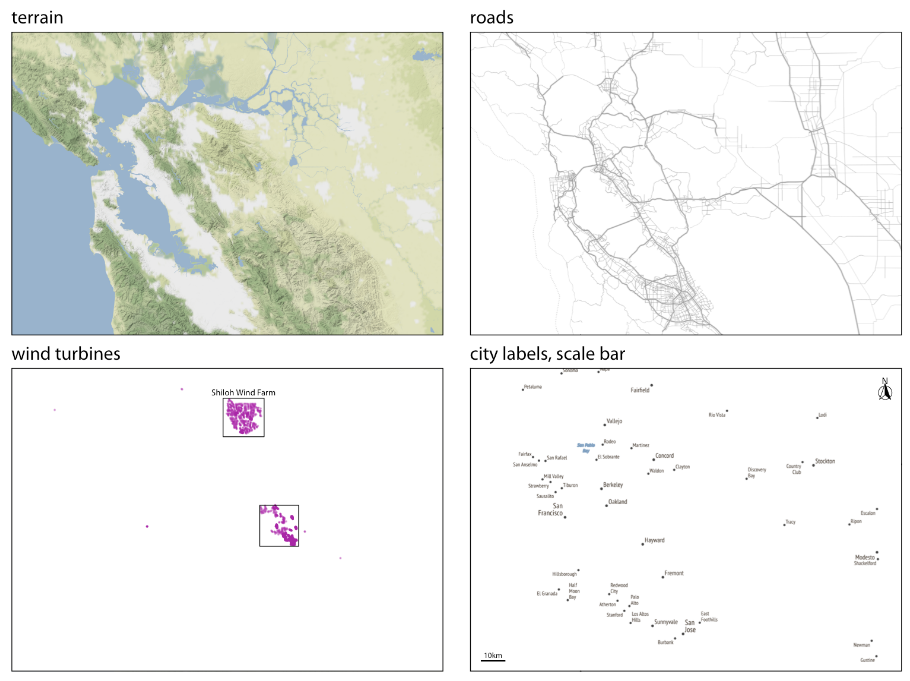 terrain
roads
wind turbines
Shiloh Wind Farm
city labels, scale bar
N
Sonoma
Petaluma
Fairfield
Rio Vista
Lodi
Vallejo
San Pablo
Bay
Rodeo
Martinez
Fairfax
San Rafael
San Anselmo
El Sobrante
Concord
Walden
Clayton
Discovery
Bay
Country
Club
Stockton
Mill Valley
Strawberry
Tiburon
Sausalito
Berkeley
Oakland
San
Francisco
Tracy
Ripon
Escalon
Hayward
Modesto
Shackelford
Hillsborough
Fremont
El Granada
Half
Moon
Bay
Redwood
City
Atherton
Palo
Alto
Stanford
Los Altos
Hills
Sunnyvale
San
Jose
East
Foothills
Burbank
Newman
Gustine
10km